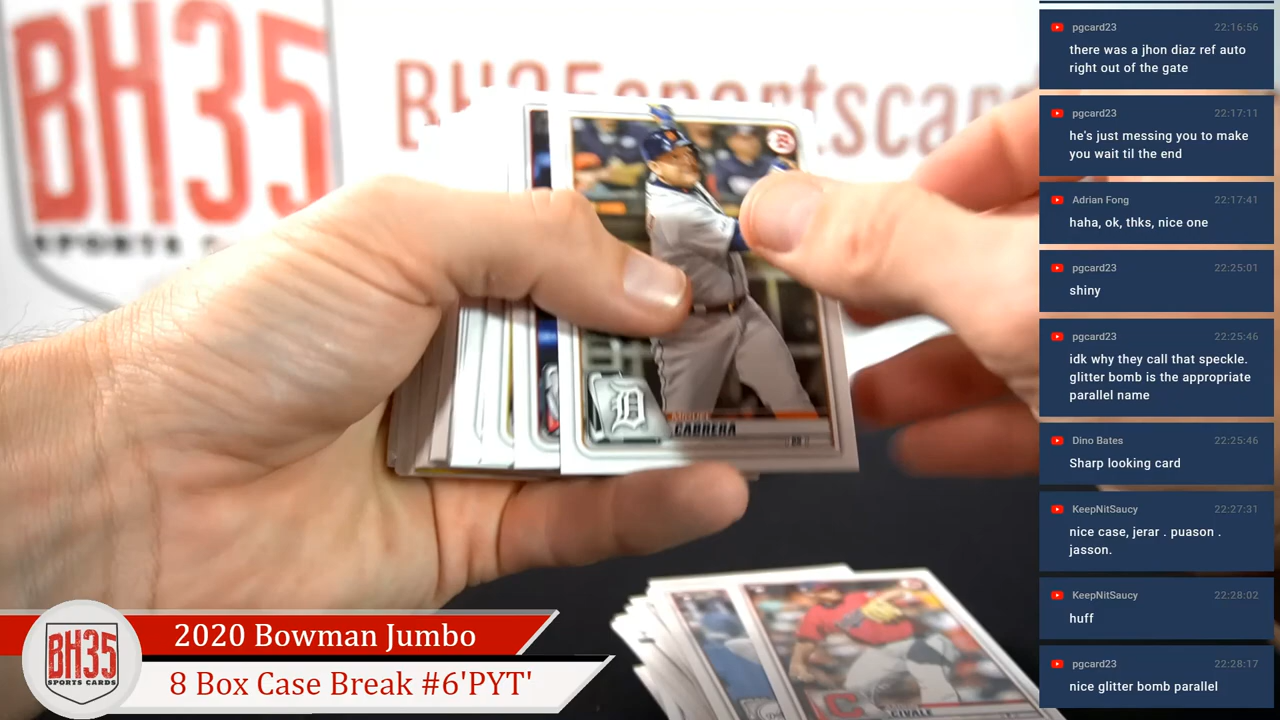 BH35
SPORTS CARDS
BH35sportscard
D
MIGUEL
CABRERA
C
CIVALE
BH35
SPORTS CARDS
2020 Bowman Jumbo
8 Box Case Break #6'PYT'
pgcard23 22:16:56
there was a jhon diaz ref auto
right out of the gate
pgcard23 22:17:11
he's just messing you to make
you wait til the end
Adrian Fong 22:17:41
haha, ok, thks, nice one
pgcard23 22:25:01
shiny
pgcard23 22:25:46
idk why they call that speckle.
glitter bomb is the appropriate
parallel name
Dino Bates 22:25:46
Sharp looking card
KeepNitSaucy 22:27:31
nice case, jerar . puason .
jasson.
KeepNitSaucy 22:28:02
huff
pgcard23 22:28:17
nice glitter bomb parallel